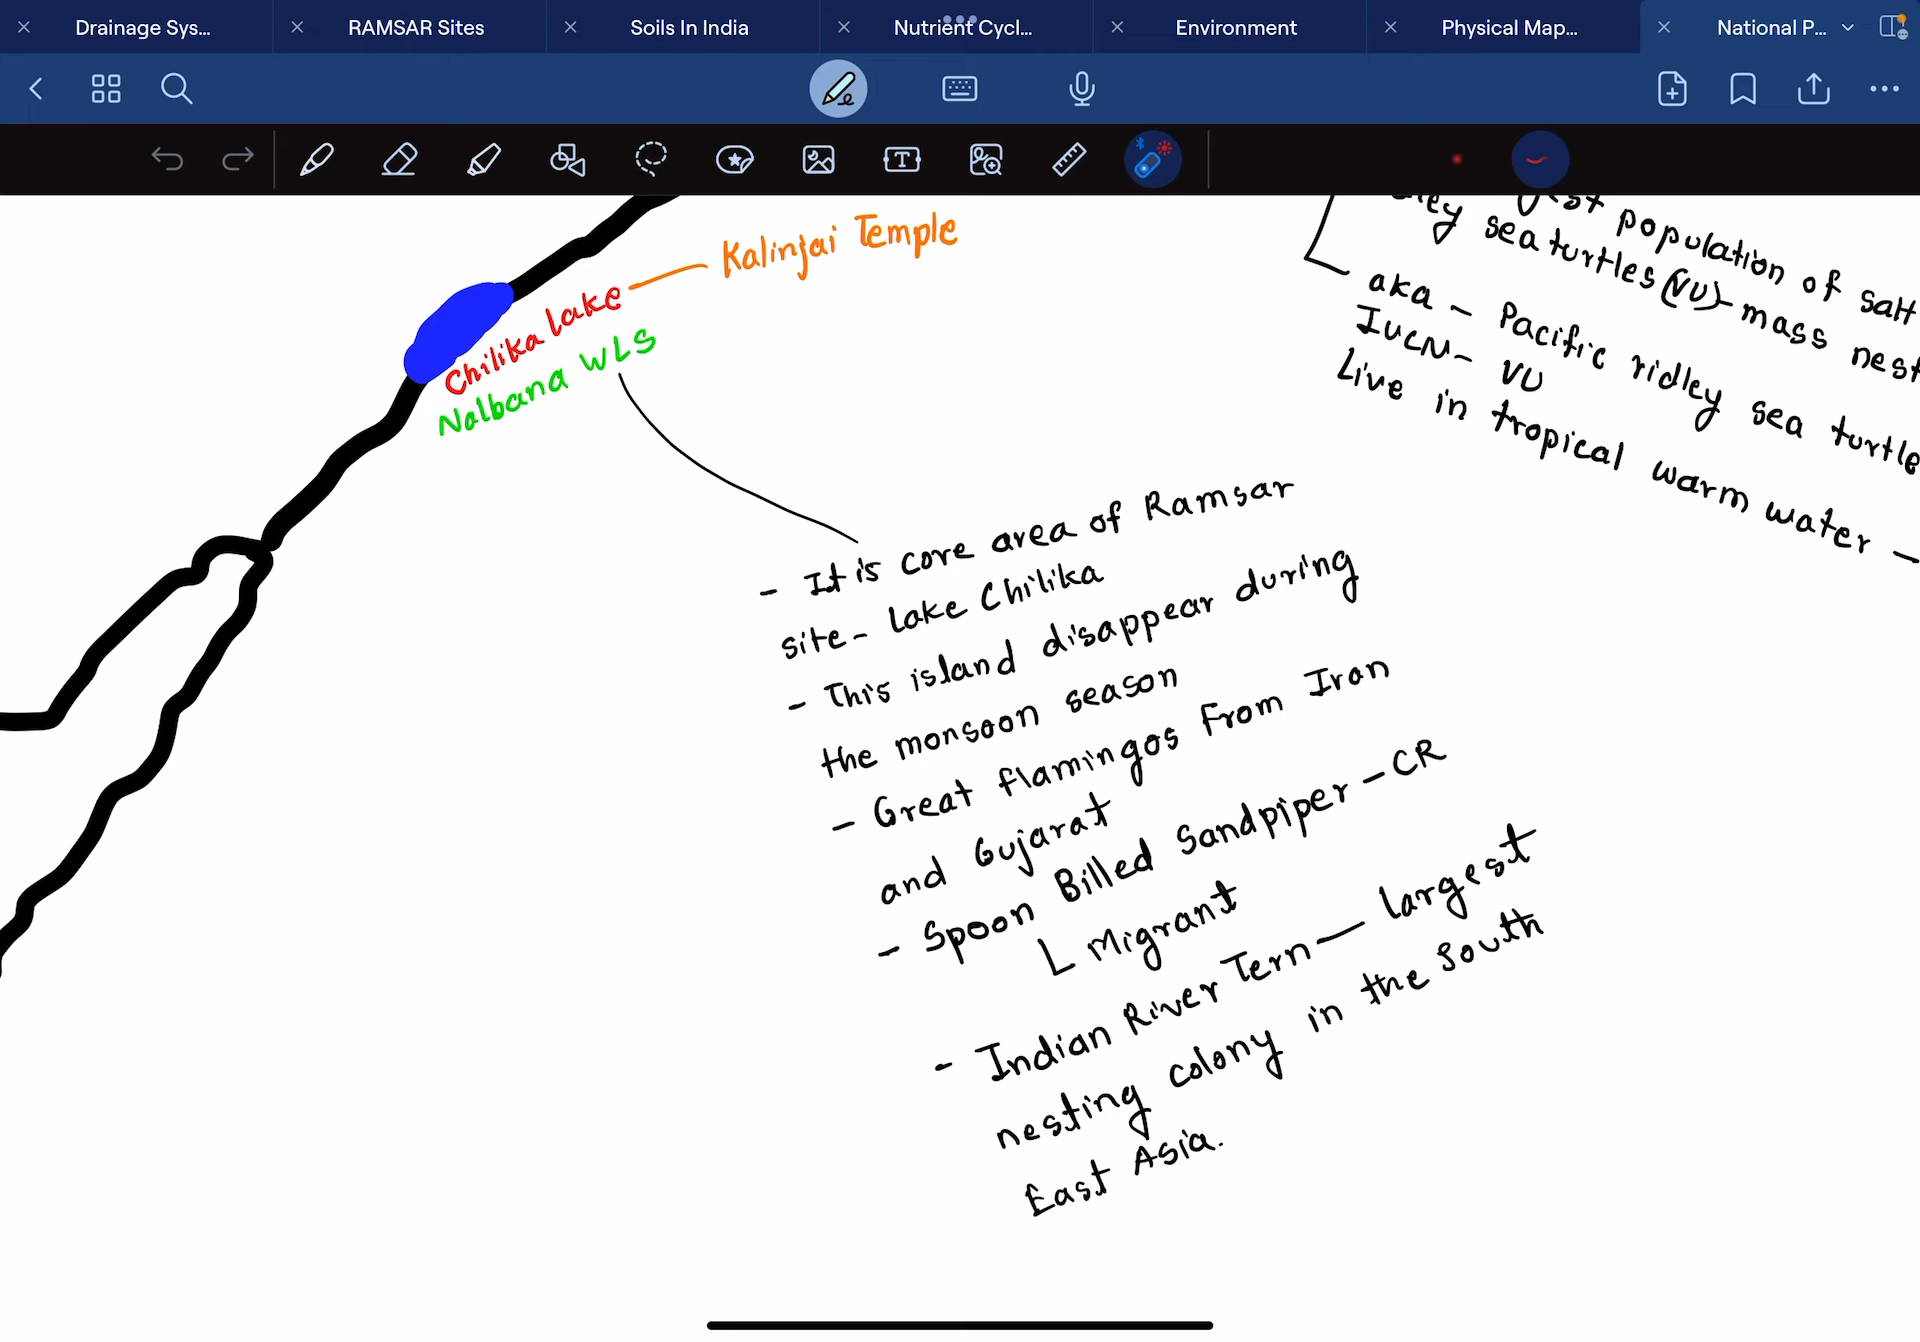 Drainage Sys...
RAMSAR Sites
Soils In India
Nutrient Cycl...
Environment
Physical Map...
National P...
Kalinjai Temple
Chilika lake
Nalbana WLS
- It is core area of Ramsar
site - Lake Chilika
- This island disappear during
the monsoon season
- Great flamingos From Iran
and Gujarat
- Spoon Billed Sandpiper - CR
L Migrant
- Indian River Tern - largest
nesting colony in the South
East Asia.
population of salt
sea turtles (VU) - mass nest
aka - Pacific ridley sea turtle
IUCN - VU
Live in tropical warm water -